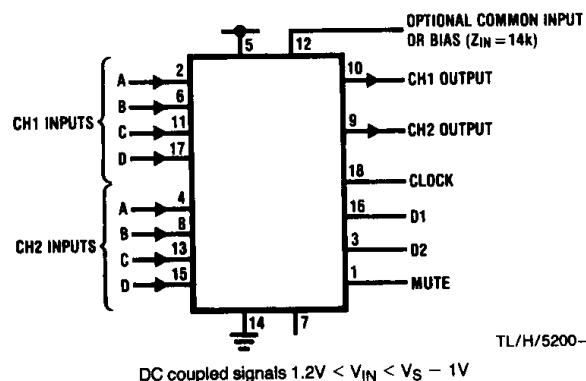 OPTIONAL COMMON INPUT
OR BIAS (ZIN = 14k)
5
12
CH1 INPUTS
A 2
B 6
C 11
D 17
CH2 INPUTS
A 4
B 8
C 13
D 15
10 CH1 OUTPUT
9 CH2 OUTPUT
18 CLOCK
16 D1
3 D2
1 MUTE
14
7
TL/H/5200–
DC coupled signals 1.2V < VIN < VS − 1V